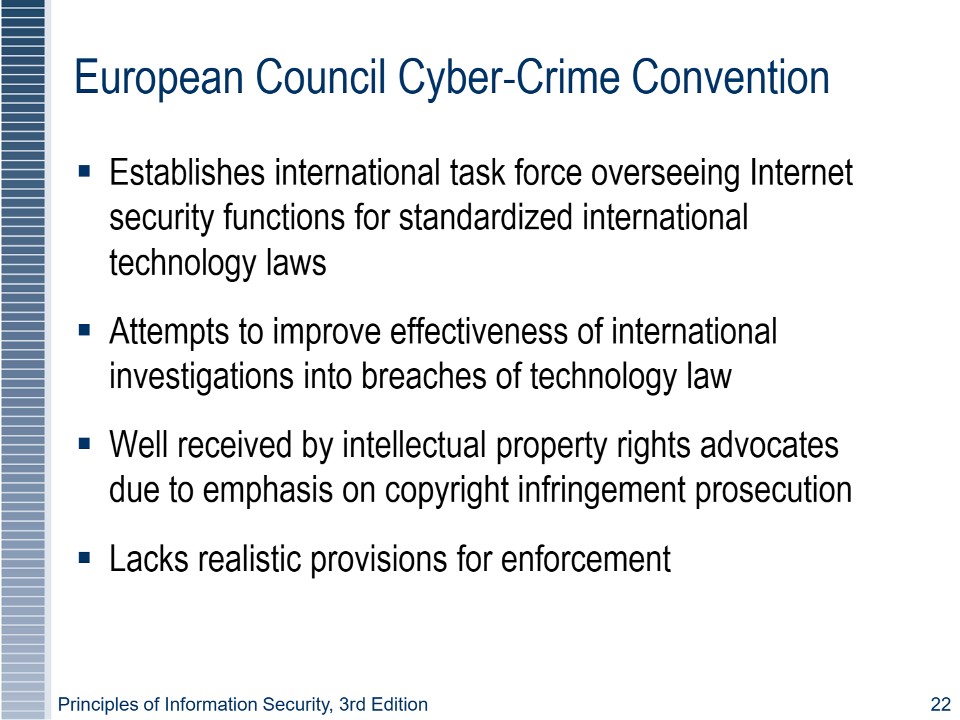 European Council Cyber-Crime Convention
▪ Establishes international task force overseeing Internet
security functions for standardized international
technology laws
▪ Attempts to improve effectiveness of international
investigations into breaches of technology law
▪ Well received by intellectual property rights advocates
due to emphasis on copyright infringement prosecution
▪ Lacks realistic provisions for enforcement
Principles of Information Security, 3rd Edition
22